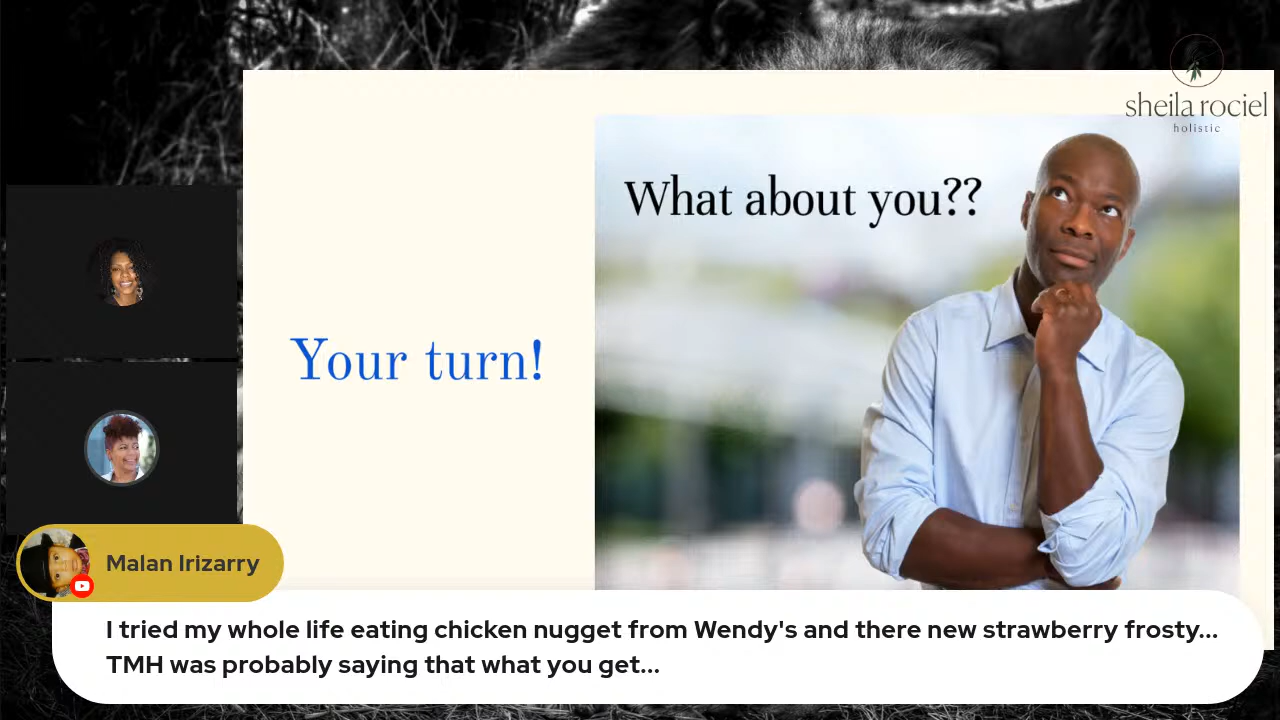 sheila rociel
holistic
What about you??
Your turn!
Malan Irizarry
I tried my whole life eating chicken nugget from Wendy's and there new strawberry frosty...
TMH was probably saying that what you get...